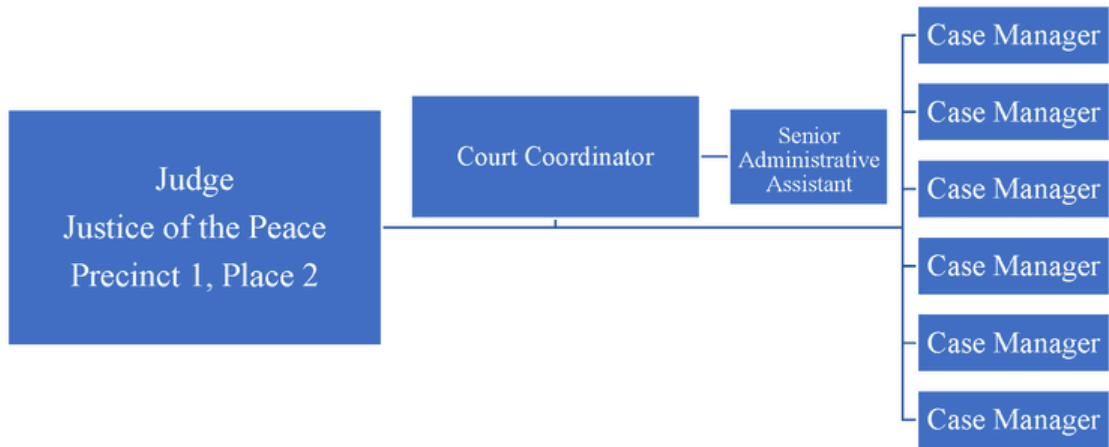 Judge
Justice of the Peace
Precinct 1, Place 2
Court Coordinator
Senior
Administrative
Assistant
Case Manager
Case Manager
Case Manager
Case Manager
Case Manager
Case Manager